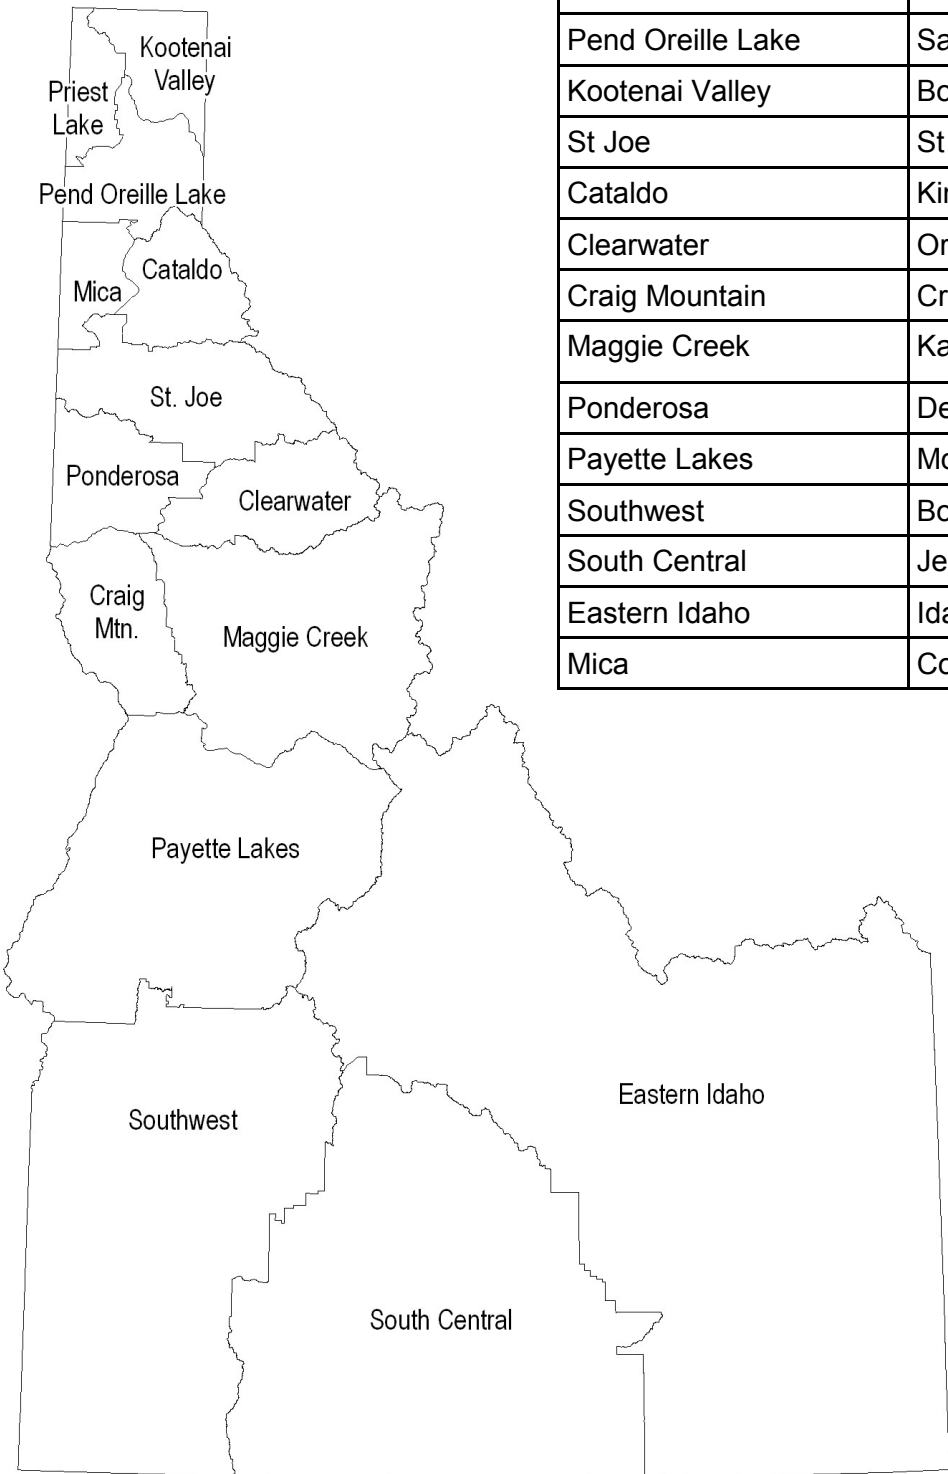 Kootenai
Valley
Priest
Lake
Pend Oreille Lake
Cataldo
Mica
St. Joe
Ponderosa
Clearwater
Craig
Mtn.
Maggie Creek
Payette Lakes
Southwest
Eastern Idaho
South Central
Pend Oreille Lake Sa
Kootenai Valley Bo
St Joe St
Cataldo
Clearwater Or
Craig Mountain Cr
Maggie Creek Ka
Ponderosa De
Payette Lakes Mo
Southwest Bo
South Central Je
Eastern Idaho Ida
Mica Co